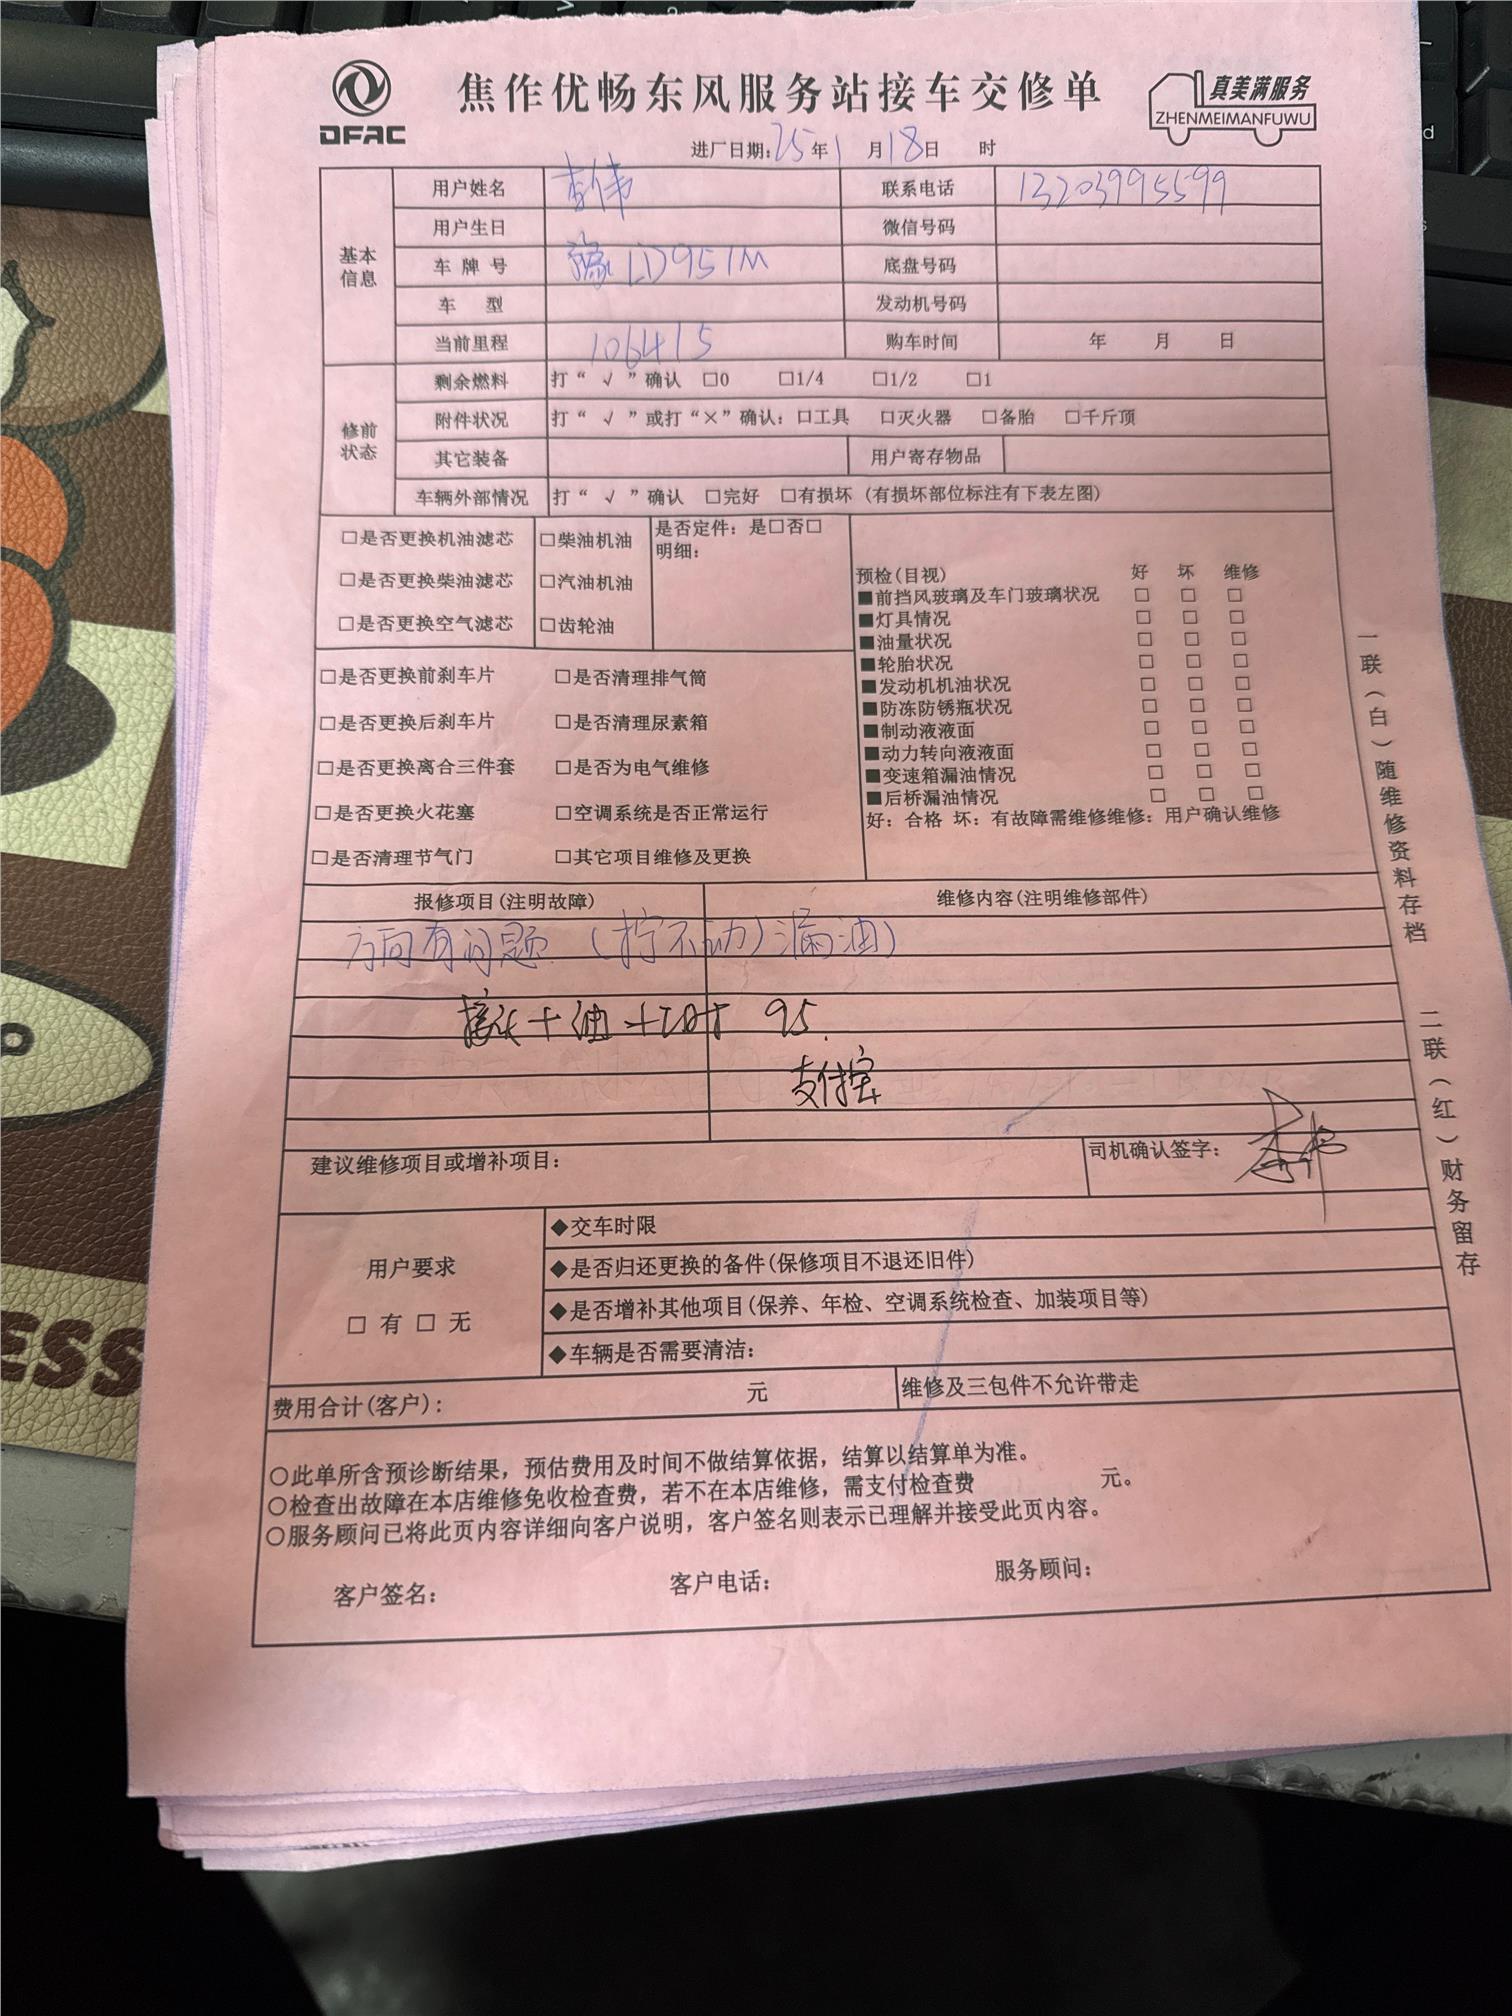 DFAC
焦作优畅东风服务站接车交修单
真美满服务
ZHENMEIMANFUWU
进厂日期:25年1月18日 时
基本信息
用户姓名 李伟 联系电话 13203995599
用户生日 微信号码
车牌号 豫LD951M 底盘号码
车型 发动机号码
当前里程 106415 购车时间 年 月 日
修前状态
剩余燃料 打“√”确认 □0 □1/4 □1/2 □1
附件状况 打“√”或打“×”确认:□工具 □灭火器 □备胎 □千斤顶
其它装备 用户寄存物品
车辆外部情况 打“√”确认 □完好 □有损坏(有损坏部位标注有下表左图)
□是否更换机油滤芯 □柴油机油
□是否更换柴油滤芯 □汽油机油
□是否更换空气滤芯 □齿轮油
是否定件:是□否□
明细:
□是否更换前刹车片 □是否清理排气筒
□是否更换后刹车片 □是否清理尿素箱
□是否更换离合三件套 □是否为电气维修
□是否更换火花塞 □空调系统是否正常运行
□是否清理节气门 □其它项目维修及更换
预检(目视) 好 坏 维修
■前挡风玻璃及车门玻璃状况 □ □ □
■灯具情况 □ □ □
■油量状况 □ □ □
■轮胎状况 □ □ □
■发动机机油状况 □ □ □
■防冻防锈瓶状况 □ □ □
■制动液液面 □ □ □
■动力转向液液面 □ □ □
■变速箱漏油情况 □ □ □
■后桥漏油情况 □ □ □
好:合格 坏:有故障需维修维修:用户确认维修
报修项目(注明故障) 维修内容(注明维修部件)
方向有问题(拧不动)漏油)
接头+油+工时 95
支付宝
建议维修项目或增补项目:
司机确认签字:
用户要求
□ 有 □ 无
◆交车时限
◆是否归还更换的备件(保修项目不退还旧件)
◆是否增补其他项目(保养、年检、空调系统检查、加装项目等)
◆车辆是否需要清洁:
费用合计(客户): 元 维修及三包件不允许带走
○此单所含预诊断结果,预估费用及时间不做结算依据,结算以结算单为准。
○检查出故障在本店维修免收检查费,若不在本店维修,需支付检查费 元。
○服务顾问已将此页内容详细向客户说明,客户签名则表示已理解并接受此页内容。
客户签名: 客户电话: 服务顾问:
一联(白)随维修资料存档 二联(红)财务留存
ESS